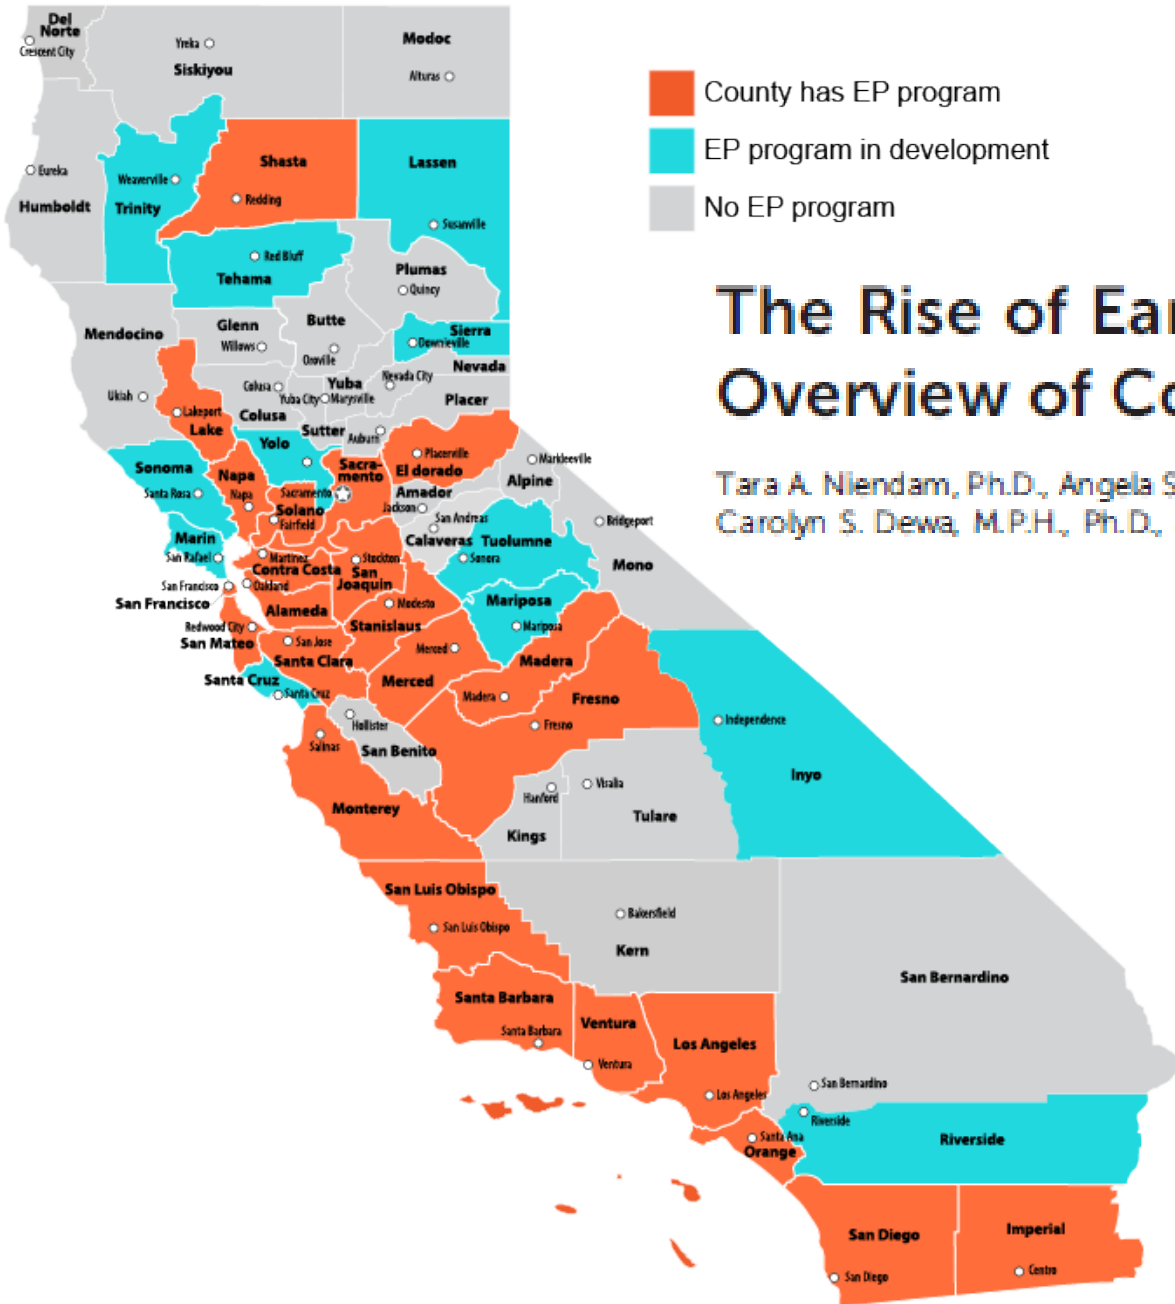 Del
Norte
Crescent City
Yreka
Siskiyou
Modoc
Alturas
County has EP program
EP program in development
No EP program
Eureka
Humboldt
Weaverville
Trinity
Shasta
Redding
Lassen
Susanville
Red Bluff
Tehama
Plumas
Quincy
The Rise of Ear
Overview of Co
Tara A. Niendam, Ph.D., Angela S
Carolyn S. Dewa, M.P.H., Ph.D.,
Mendocino
Ukiah
Glenn
Willows
Butte
Oroville
Sierra
Downieville
Nevada
Nevada City
Colusa
Colusa
Yuba
Yuba City
Marysville
Placer
Sutter
Auburn
Lakeport
Lake
Yolo
Sonoma
Santa Rosa
Napa
Napa
Sacra-
mento
Sacramento
Solano
Fairfield
Placerville
El dorado
Amador
Jackson
Markleeville
Alpine
San Andreas
Calaveras
Tuolumne
Sonora
Bridgeport
Mono
Marin
San Rafael
Martinez
Contra Costa
Stockton
San
Joaquin
San Francisco
San Francisco
Oakland
Alameda
Modesto
Stanislaus
Mariposa
Mariposa
Redwood City
San Mateo
San Jose
Santa Clara
Merced
Merced
Madera
Madera
Santa Cruz
Santa Cruz
Fresno
Fresno
Hollister
San Benito
Salinas
Monterey
Independence
Inyo
Hanford
Kings
Visalia
Tulare
San Luis Obispo
San Luis Obispo
Bakersfield
Kern
San Bernardino
San Bernardino
Santa Barbara
Santa Barbara
Ventura
Ventura
Los Angeles
Los Angeles
Riverside
Riverside
Santa Ana
Orange
San Diego
San Diego
Imperial
Centro